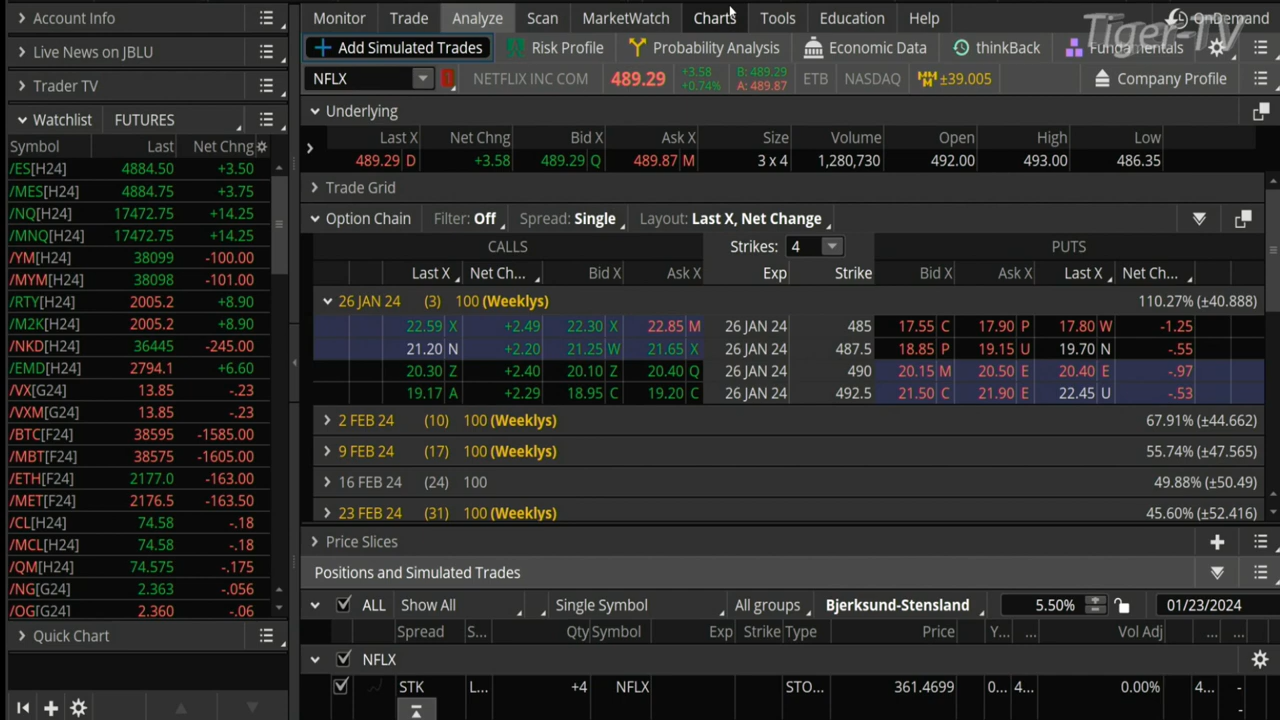 Account Info
Live News on JBLU
Trader TV
Watchlist FUTURES
Symbol Last Net Chng
/ES[H24] 4884.50 +3.50
/MES[H24] 4884.75 +3.75
/NQ[H24] 17472.75 +14.25
/MNQ[H24] 17472.75 +14.25
/YM[H24] 38099 -100.00
/MYM[H24] 38098 -101.00
/RTY[H24] 2005.2 +8.90
/M2K[H24] 2005.2 +8.90
/NKD[H24] 36445 -245.00
/EMD[H24] 2794.1 +6.60
/VX[G24] 13.85 -.23
/VXM[G24] 13.85 -.23
/BTC[F24] 38595 -1585.00
/MBT[F24] 38575 -1605.00
/ETH[F24] 2177.0 -163.00
/MET[F24] 2176.5 -163.50
/CL[H24] 74.58 -.18
/MCL[H24] 74.58 -.18
/QM[H24] 74.575 -.175
/NG[G24] 2.363 -.056
/QG[G24] 2.360 -.06
Quick Chart
Monitor Trade Analyze Scan MarketWatch Charts Tools Education Help OnDemand
Tiger-TV
Add Simulated Trades Risk Profile Probability Analysis Economic Data thinkBack Fundamentals
NFLX NETFLIX INC COM 489.29 +3.58 +0.74% B: 489.29 A: 489.87 ETB NASDAQ ±39.005 Company Profile
Underlying
Last X Net Chng Bid X Ask X Size Volume Open High Low
489.29 D +3.58 489.29 Q 489.87 M 3 x 4 1,280,730 492.00 493.00 486.35
Trade Grid
Option Chain Filter: Off Spread: Single Layout: Last X, Net Change
CALLS Strikes: 4 PUTS
Last X Net Ch... Bid X Ask X Exp Strike Bid X Ask X Last X Net Ch...
26 JAN 24 (3) 100 (Weeklys) 110.27% (±40.888)
22.59 X +2.49 22.30 X 22.85 M 26 JAN 24 485 17.55 C 17.90 P 17.80 W -1.25
21.20 N +2.20 21.25 W 21.65 X 26 JAN 24 487.5 18.85 P 19.15 U 19.70 N -.55
20.30 Z +2.40 20.10 Z 20.40 Q 26 JAN 24 490 20.15 M 20.50 E 20.40 E -.97
19.17 A +2.29 18.95 C 19.20 C 26 JAN 24 492.5 21.50 C 21.90 E 22.45 U -.53
2 FEB 24 (10) 100 (Weeklys) 67.91% (±44.662)
9 FEB 24 (17) 100 (Weeklys) 55.74% (±47.565)
16 FEB 24 (24) 100 49.88% (±50.49)
23 FEB 24 (31) 100 (Weeklys) 45.60% (±52.416)
Price Slices
Positions and Simulated Trades
ALL Show All Single Symbol All groups Bjerksund-Stensland 5.50% 01/23/2024
Spread S... Qty Symbol Exp Strike Type Price Y... ... Vol Adj ... ...
NFLX
STK L... +4 NFLX STO... 361.4699 0... 4... 0.00% 4... -
-